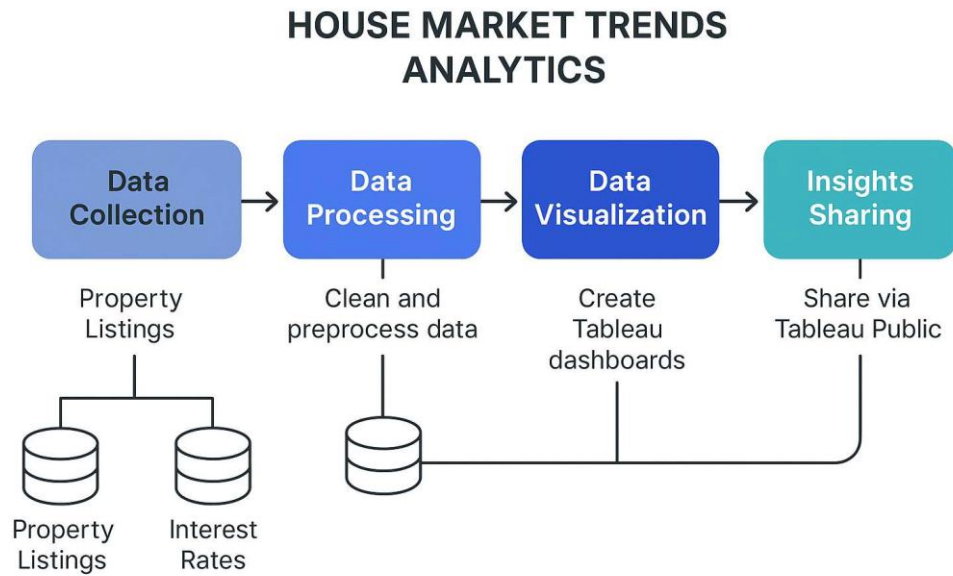 HOUSE MARKET TRENDS
ANALYTICS
Data
Collection
Data
Processing
Data
Visualization
Insights
Sharing
Property
Listings
Clean and
preprocess data
Create
Tableau
dashboards
Share via
Tableau Public
Property
Listings
Interest
Rates